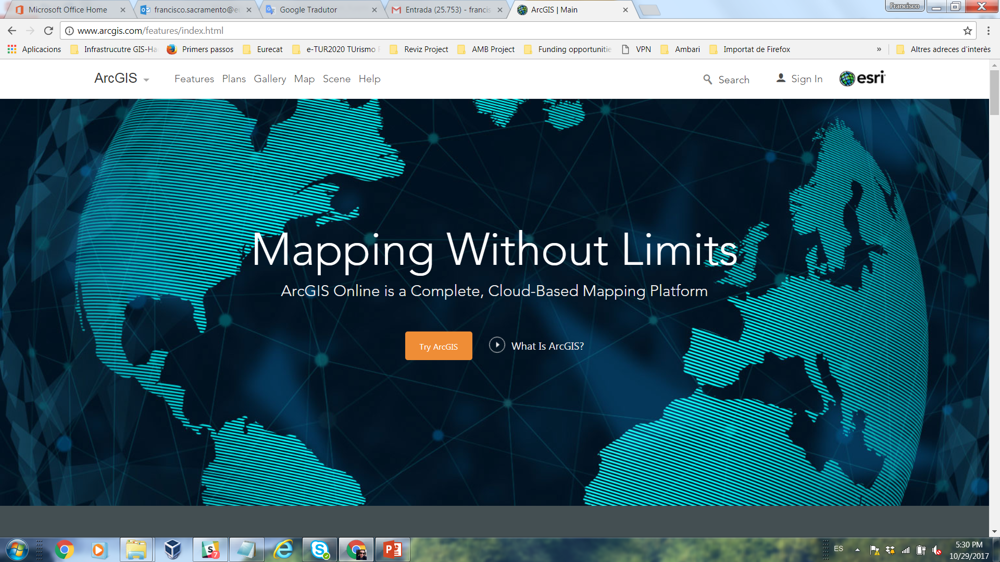 Microsoft Office Home
francisco.sacramento@e
Google Tradutor
Entrada (25.753) - francis
ArcGIS | Main
Francisco
www.arcgis.com/features/index.html
Aplicacions
Infrastrucutre GIS-Ha
Primers passos
Eurecat
e-TUR2020 TUrismo
Reviz Project
AMB Project
Funding opportunitie
VPN
Ambari
Importat de Firefox
»
Altres adreces d'interès
ArcGIS
Features Plans Gallery Map Scene Help
Search
Sign In
esri
Mapping Without Limits
ArcGIS Online is a Complete, Cloud-Based Mapping Platform
Try ArcGIS
What Is ArcGIS?
7
ES
5:30 PM
10/29/2017